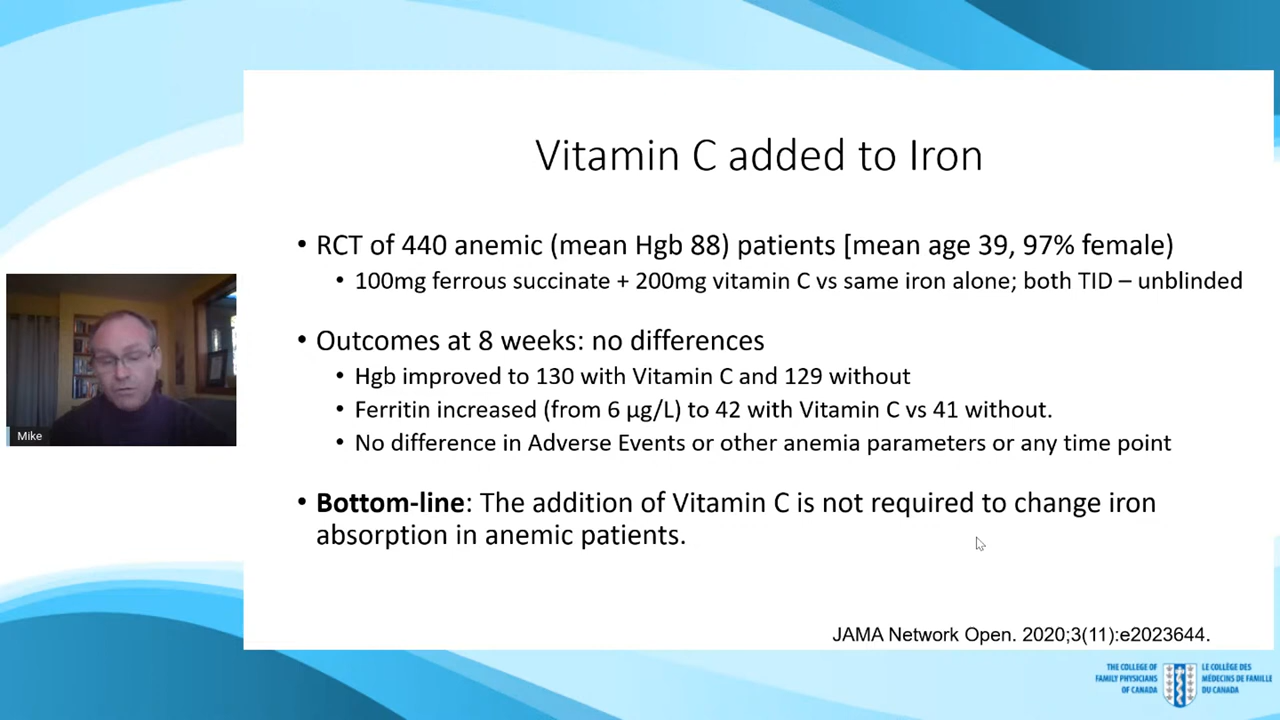 Vitamin C added to Iron
• RCT of 440 anemic (mean Hgb 88) patients [mean age 39, 97% female)
• 100mg ferrous succinate + 200mg vitamin C vs same iron alone; both TID – unblinded
• Outcomes at 8 weeks: no differences
• Hgb improved to 130 with Vitamin C and 129 without
• Ferritin increased (from 6 µg/L) to 42 with Vitamin C vs 41 without.
• No difference in Adverse Events or other anemia parameters or any time point
• Bottom-line: The addition of Vitamin C is not required to change iron
absorption in anemic patients.
JAMA Network Open. 2020;3(11):e2023644.
Mike
THE COLLEGE OF
FAMILY PHYSICIANS
OF CANADA
LE COLLÈGE DES
MÉDECINS DE FAMILLE
DU CANADA